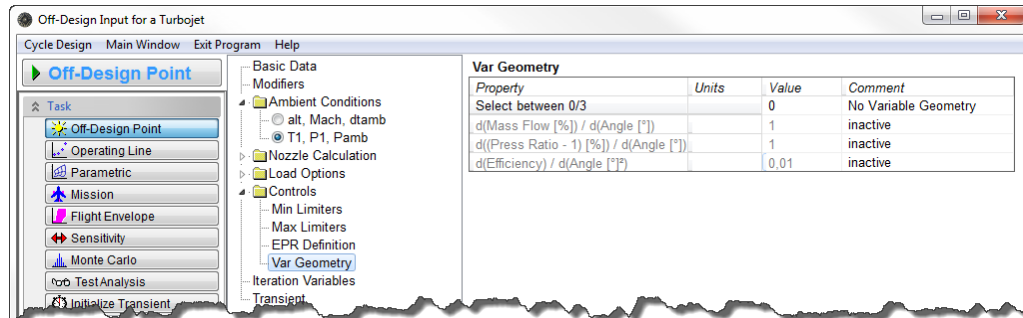 Off-Design Input for a Turbojet
Cycle Design Main Window Exit Program Help
Off-Design Point
Task
Off-Design Point
Operating Line
Parametric
Mission
Flight Envelope
Sensitivity
Monte Carlo
Test Analysis
Initialize Transient
Basic Data
Modifiers
Ambient Conditions
alt, Mach, dtamb
T1, P1, Pamb
Nozzle Calculation
Load Options
Controls
Min Limiters
Max Limiters
EPR Definition
Var Geometry
Iteration Variables
Transient
Var Geometry
Property Units Value Comment
Select between 0/3 0 No Variable Geometry
d(Mass Flow [%]) / d(Angle [°]) 1 inactive
d((Press Ratio - 1) [%]) / d(Angle [°]) 1 inactive
d(Efficiency) / d(Angle [°]²) 0,01 inactive